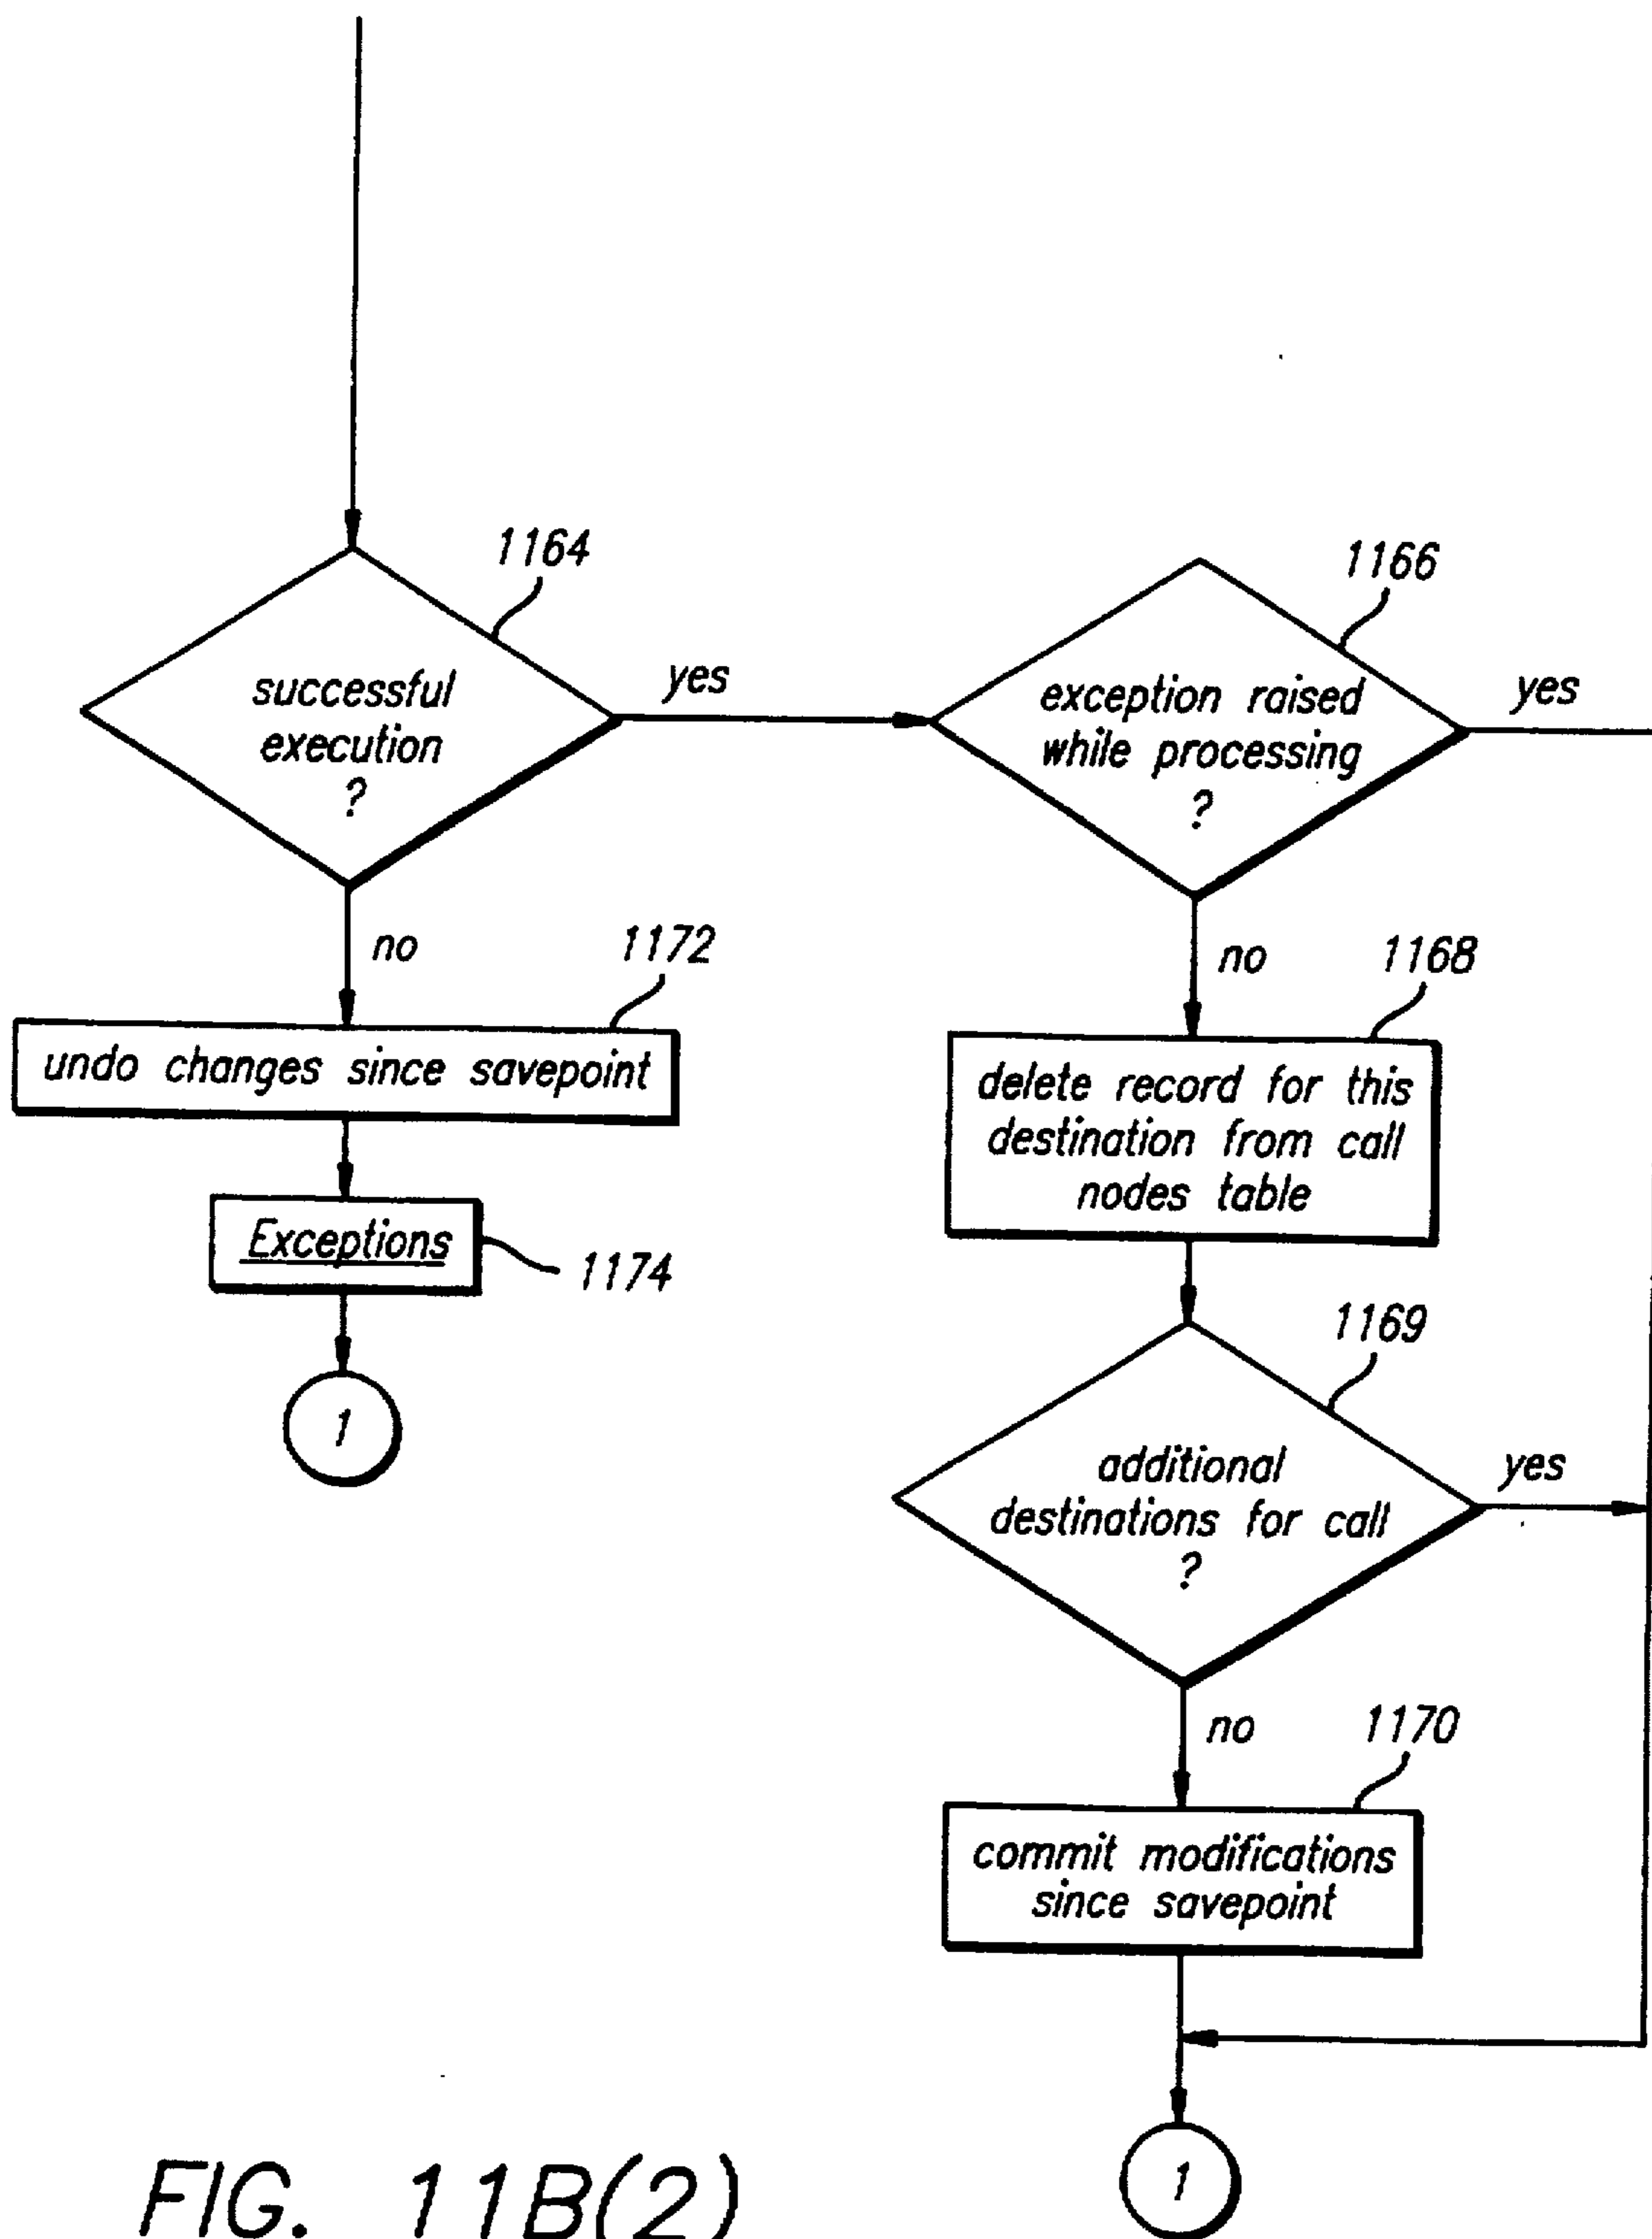 1164
successful
execution
?
yes
no
1166
exception raised
while processing
?
yes
no
1172
undo changes since savepoint
Exceptions
1174
1
1168
delete record for this
destination from call
nodes table
1169
additional
destinations for call
?
yes
no
1170
commit modifications
since savepoint
1
FIG. 11B(2)